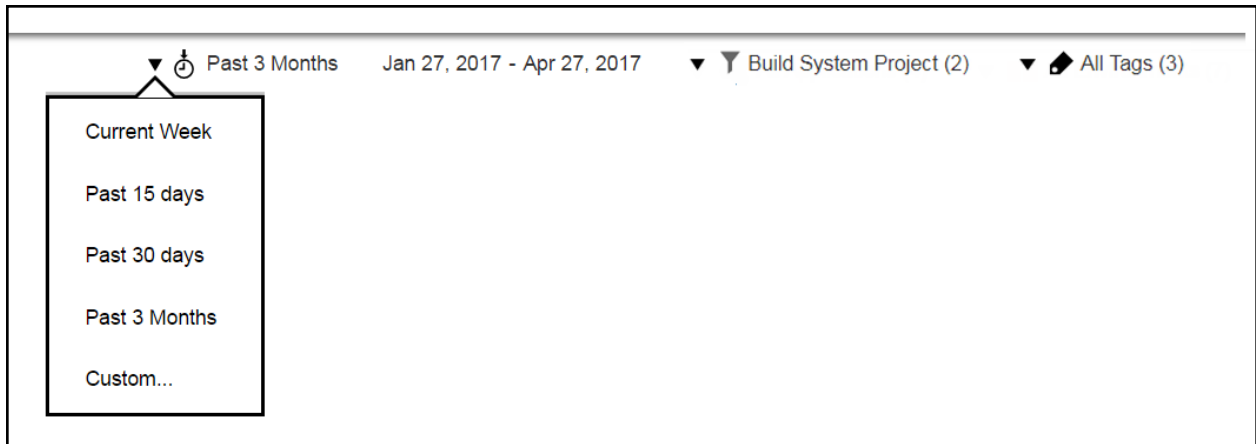 Past 3 Months Jan 27, 2017 - Apr 27, 2017 Build System Project (2) All Tags (3)
Current Week
Past 15 days
Past 30 days
Past 3 Months
Custom...